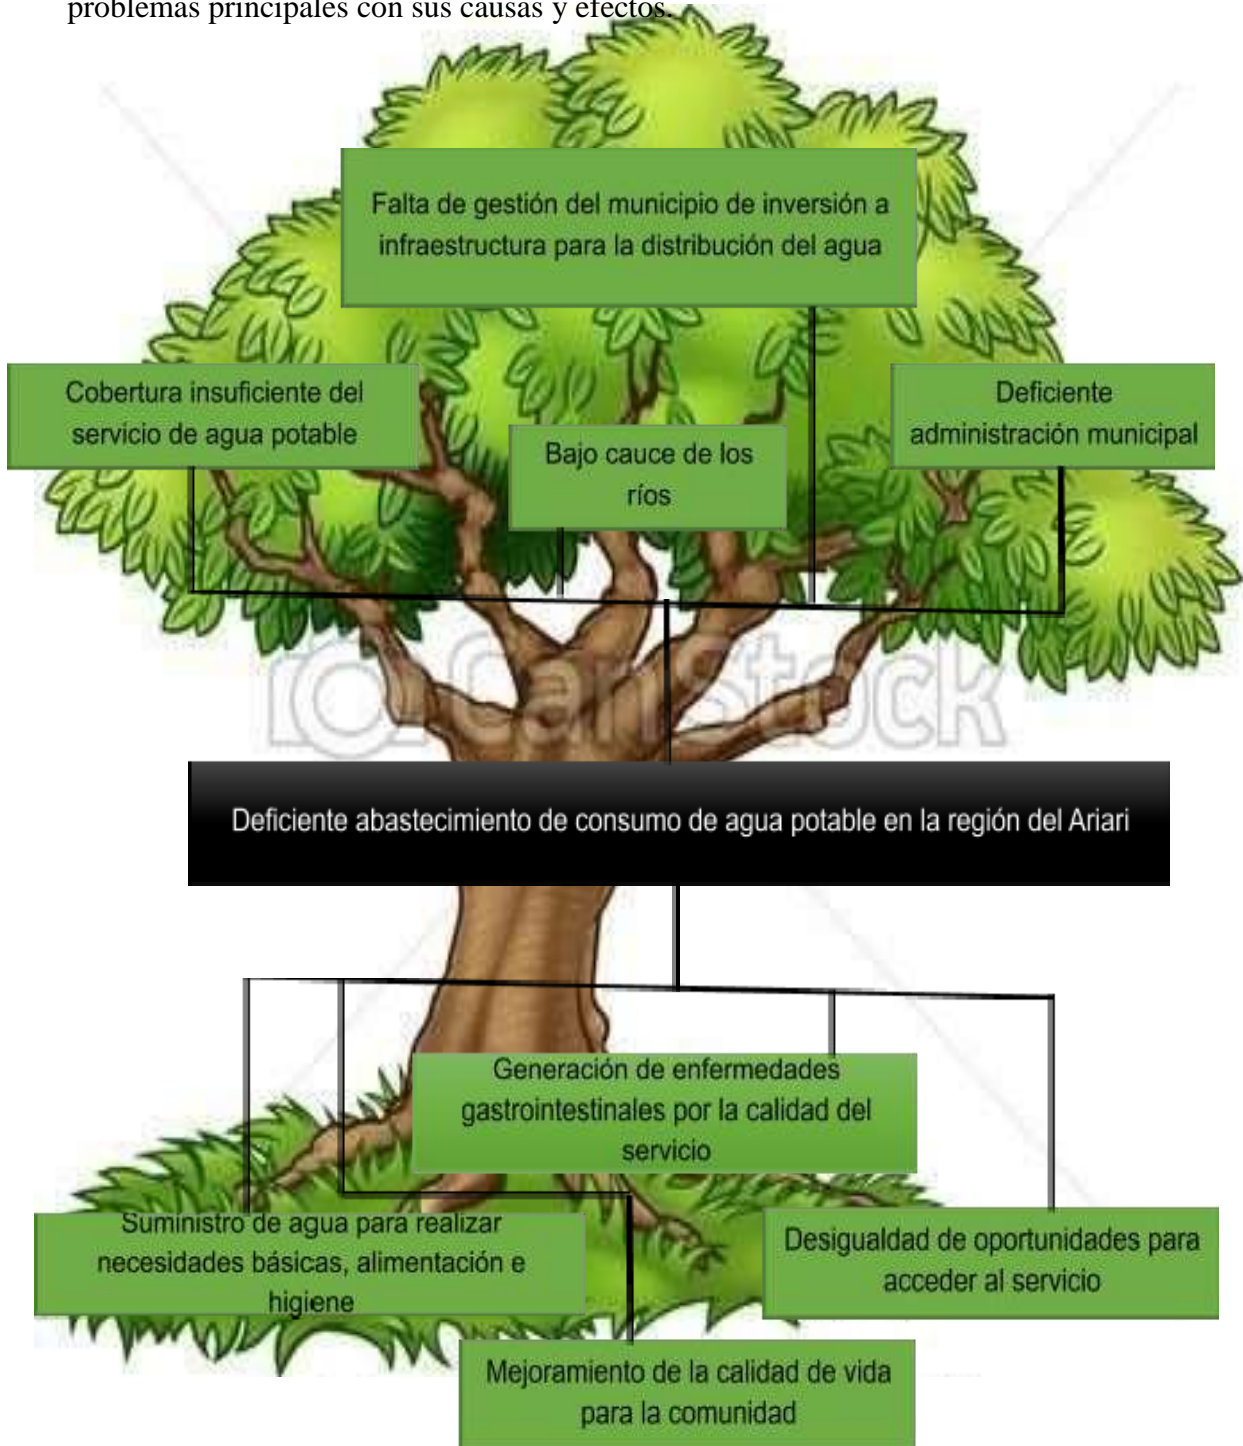 problemas principales con sus causas y efectos.
Falta de gestión del municipio de inversión a
infraestructura para la distribución del agua
Cobertura insuficiente del
servicio de agua potable
Bajo cauce de los
ríos
Deficiente
administración municipal
CanStock
Deficiente abastecimiento de consumo de agua potable en la región del Ariari
Generación de enfermedades
gastrointestinales por la calidad del
servicio
Suministro de agua para realizar
necesidades básicas, alimentación e
higiene
Desigualdad de oportunidades para
acceder al servicio
Mejoramiento de la calidad de vida
para la comunidad